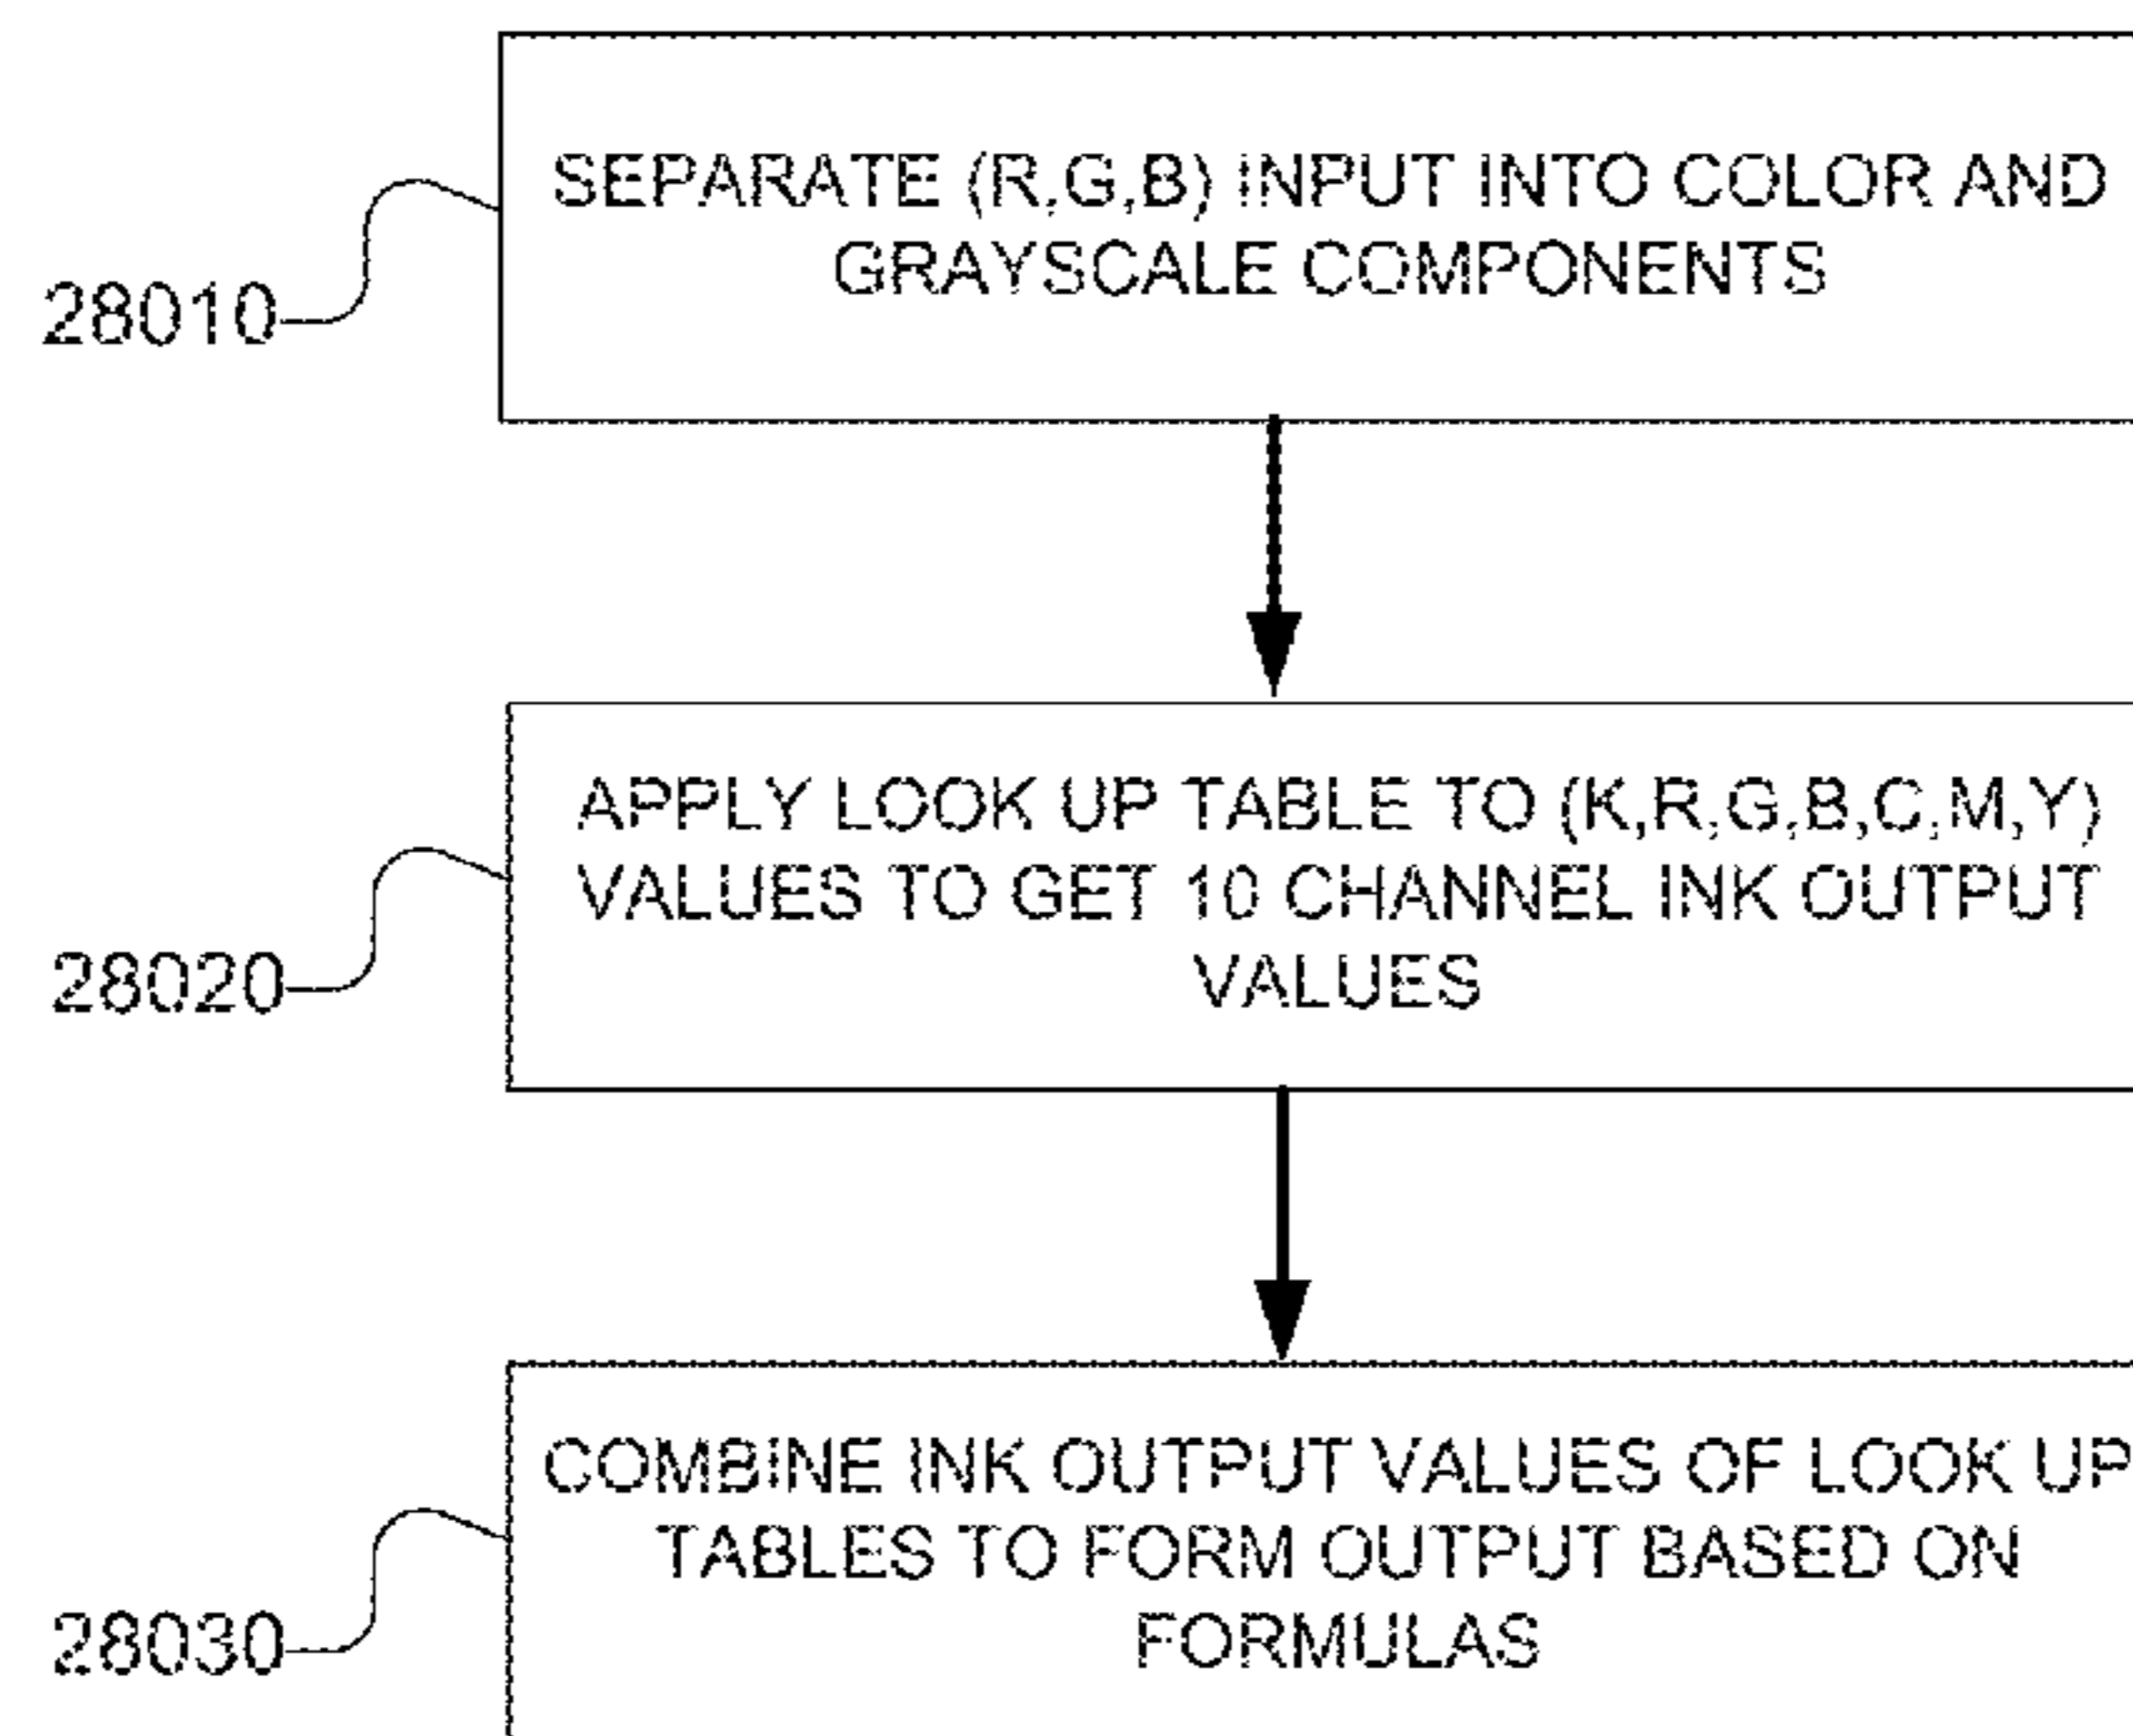 SEPARATE (R,G,B) INPUT INTO COLOR AND
GRAYSCALE COMPONENTS
28010
APPLY LOOK UP TABLE TO (K,R,G,B,C,M,Y)
VALUES TO GET 10 CHANNEL INK OUTPUT
VALUES
28020
COMBINE INK OUTPUT VALUES OF LOOK UP
TABLES TO FORM OUTPUT BASED ON
FORMULAS
28030